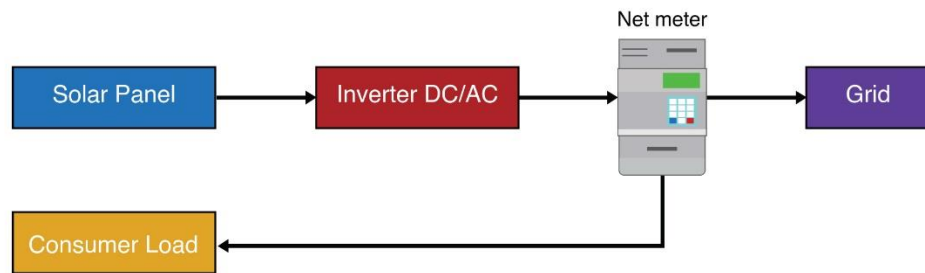 Net meter
Solar Panel
Inverter DC/AC
Grid
Consumer Load